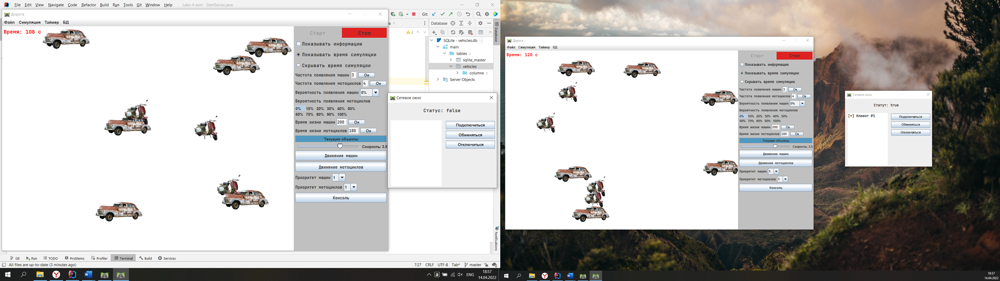 File Edit View Navigate Code Refactor Build Run Tools Git Window Help Labs-4-sem - StartServer.java
Дорога
Файл Симуляция Таймер БД
Время: 108 с
Старт Стоп
Показывать информацию
Показывать время симуляции
Скрывать время симуляции
Частота появления машин 3 Ок
Частота появления мотоциклов 4 Ок
Вероятность появления машин 0%
Вероятность появления мотоциклов
0% 10% 20% 30% 40% 50%
60% 70% 80% 90% 100%
Время жизни машин 200 Ок
Время жизни мотоциклов 180 Ок
Текущие объекты
Скорость: 3.5
Движение машин
Движение мотоциклов
Приоритет машин 1
Приоритет мотоциклов 1
Консоль
Git:
2
Database
SQLite - vehicles.db 1
main
tables 2
sqlite_master
vehicles
columns 5
Server Objects
Database
Notifications
Сетевое окно
Статус: false
Подключиться
Обменяться
Отключиться
Git Run TODO Problems Profiler Terminal Build Services
All files are up-to-date (3 minutes ago)
7:27 CRLF UTF-8 Tab* master
ENG
18:57
14.04.2022
Дорога
Файл Симуляция Таймер БД
Время: 120 с
Старт Стоп
Показывать информацию
Показывать время симуляции
Скрывать время симуляции
Частота появления машин 3 Ок
Частота появления мотоциклов 4 Ок
Вероятность появления машин 0%
Вероятность появления мотоциклов
0% 10% 20% 30% 40% 50%
60% 70% 80% 90% 100%
Время жизни машин 200 Ок
Время жизни мотоциклов 180 Ок
Текущие объекты
Скорость: 3.5
Движение машин
Движение мотоциклов
Приоритет машин 1
Приоритет мотоциклов 1
Консоль
Сетевое окно
Статут: true
[*] Клиент №1
Подключиться
Обменяться
Отключиться
18:57
14.04.2022